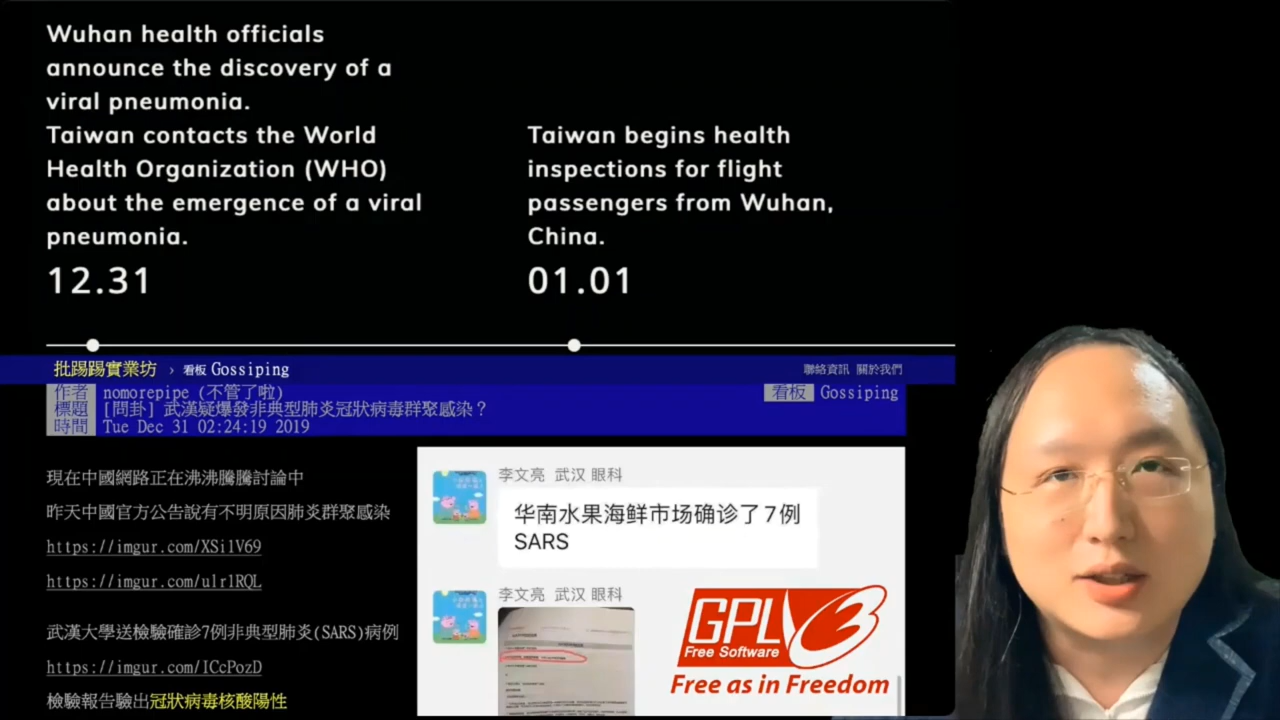 Wuhan health officials
announce the discovery of a
viral pneumonia.
Taiwan contacts the World
Health Organization (WHO)
about the emergence of a viral
pneumonia.
12.31
Taiwan begins health
inspections for flight
passengers from Wuhan,
China.
01.01
批踢踢實業坊 › 看板 Gossiping
聯絡資訊 關於我們
作者 nomorepipe (不管了啦)
看板 Gossiping
標題 [問卦] 武漢疑爆發非典型肺炎冠狀病毒群聚感染？
時間 Tue Dec 31 02:24:19 2019
現在中國網路正在沸沸騰騰討論中
昨天中國官方公告說有不明原因肺炎群聚感染
https://imgur.com/XSi1V69
https://imgur.com/u1r1RQL
武漢大學送檢驗確診7例非典型肺炎(SARS)病例
https://imgur.com/ICcPozD
檢驗報告驗出冠狀病毒核酸陽性
李文亮 武汉 眼科
华南水果海鲜市场确诊了7例
SARS
李文亮 武汉 眼科
GPLv3
Free Software
Free as in Freedom